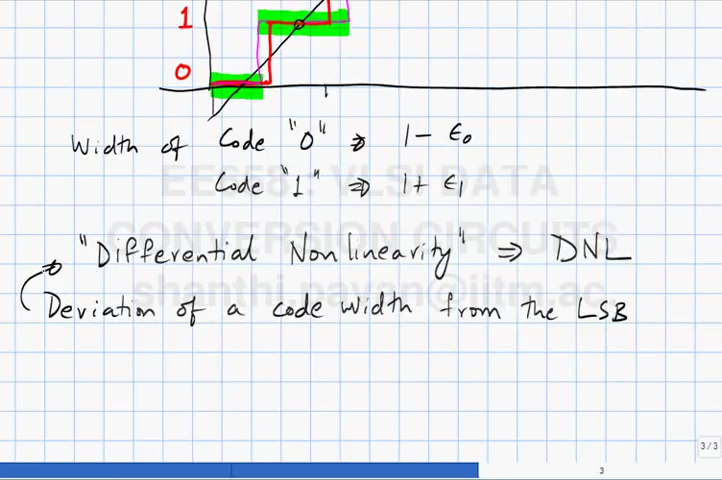 1
0
Width of Code "0" ⇒ 1 - ϵ0
Code "1" ⇒ 1 + ϵ1
EE5581: VLSI DATA
CONVERSION CIRCUITS
"Differential Nonlinearity" ⇒ DNL
shanthi.pavan@iitm.ac
Deviation of a code width from the LSB
3/3
3